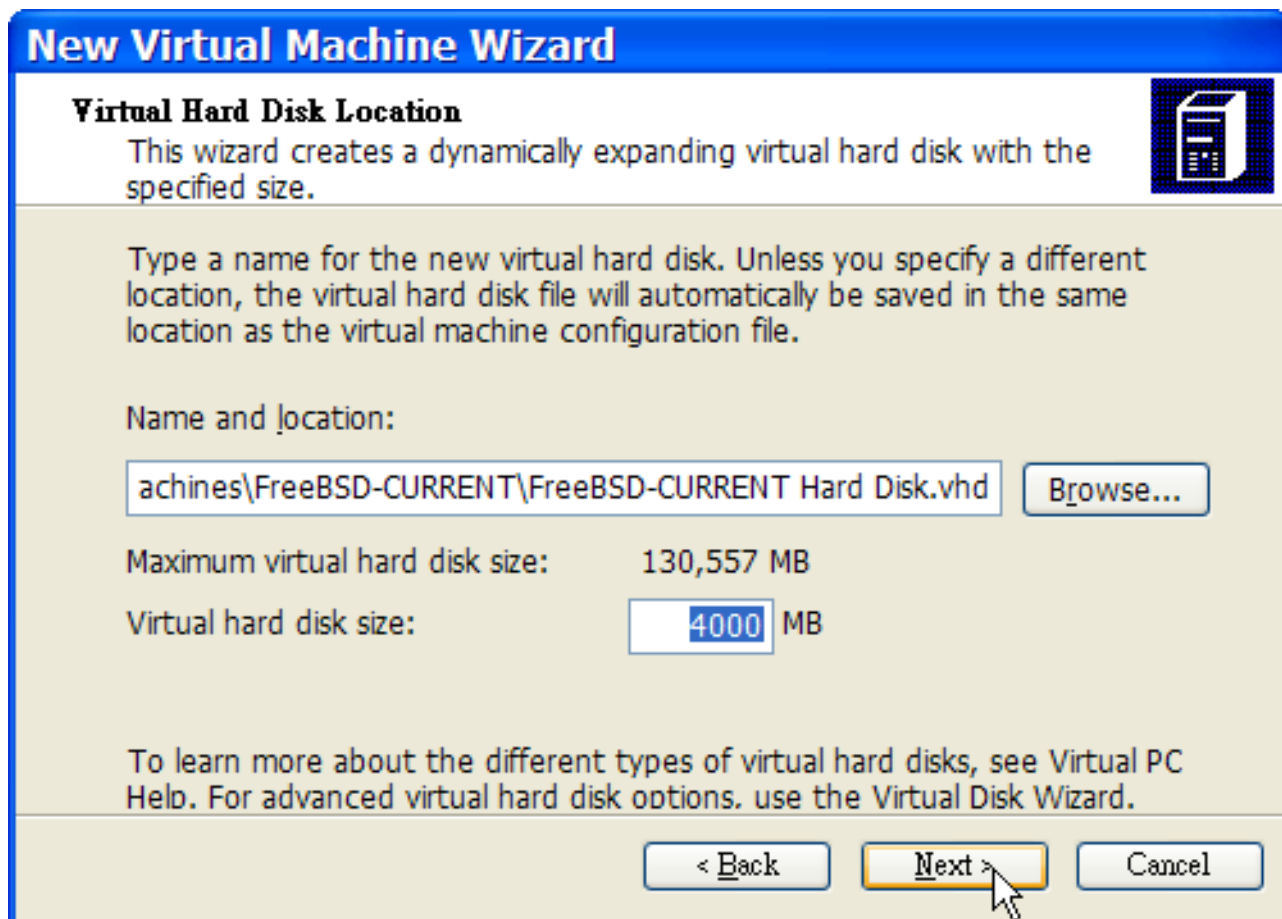 New Virtual Machine Wizard
Virtual Hard Disk Location
This wizard creates a dynamically expanding virtual hard disk with the
specified size.
Type a name for the new virtual hard disk. Unless you specify a different
location, the virtual hard disk file will automatically be saved in the same
location as the virtual machine configuration file.
Name and location:
achines\FreeBSD-CURRENT\FreeBSD-CURRENT Hard Disk.vhd Browse...
Maximum virtual hard disk size: 130,557 MB
Virtual hard disk size: 4000 MB
To learn more about the different types of virtual hard disks, see Virtual PC
Help. For advanced virtual hard disk options, use the Virtual Disk Wizard.
< Back Next > Cancel